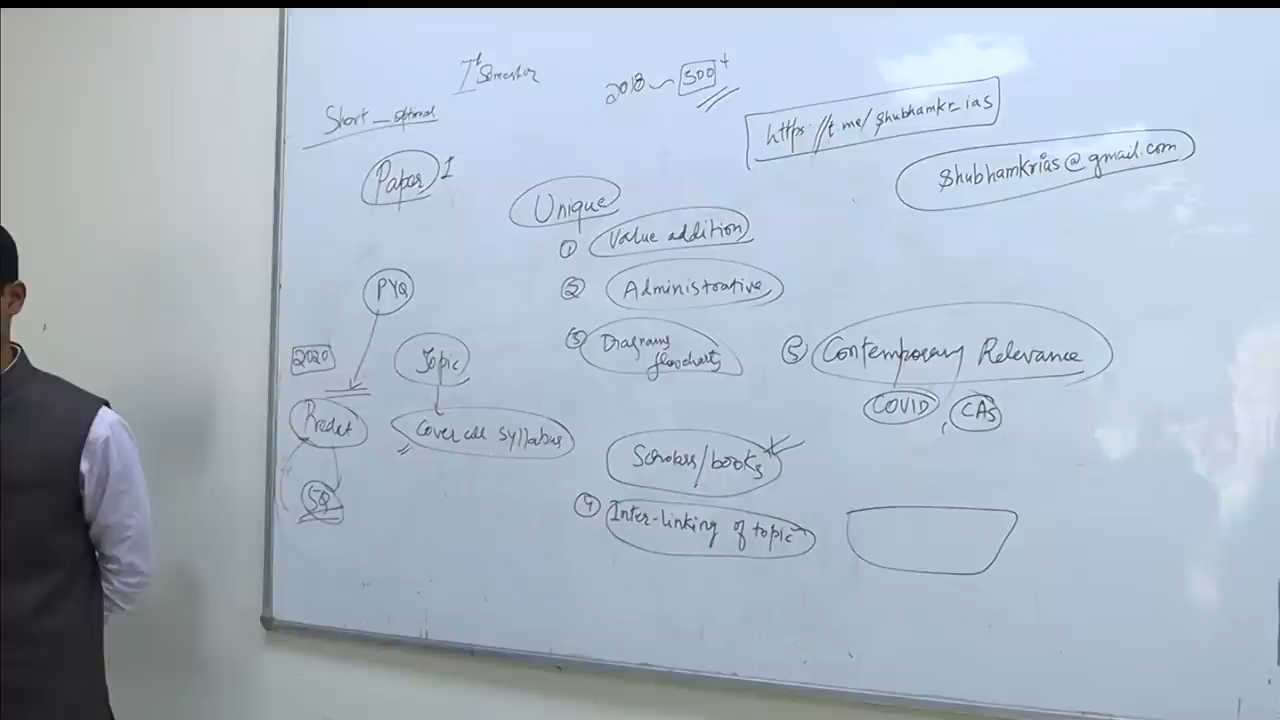 Ist Semester
2018 ~ 500+
Short _ optional
https://t.me/shubhamkr_ias
shubhamkrias@gmail.com
Paper I
Unique
① Value addition
② Administrative
③ Diagrams
flowcharts
⑤ Contemporary Relevance
COVID, CAs
Scholars/books
④ Inter-linking of topic
PYQ
2020
Topic
Cover all syllabus